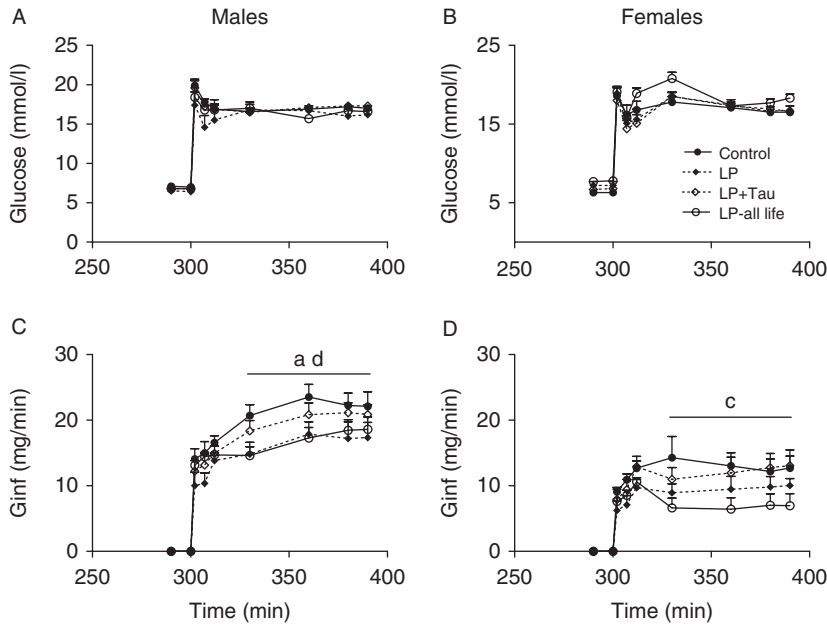 A Males
B Females
Glucose (mmol/l)
25
20
15
10
5
0
250 300 350 400
Glucose (mmol/l)
25
20
15
10
5
250 300 350 400
Control
LP
LP+Tau
LP-all life
C
D
Ginf (mg/min)
30
20
10
0
a d
250 300 350 400
Time (min)
Ginf (mg/min)
30
20
10
0
c
250 300 350 400
Time (min)